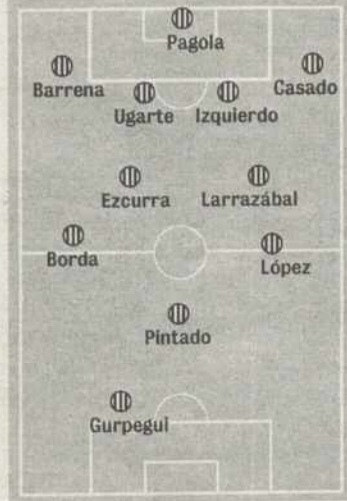 Pagola
Barrena
Casado
Ugarte Izquierdo
Ezcurra Larrazábal
Borda
López
Pintado
Gurpegui